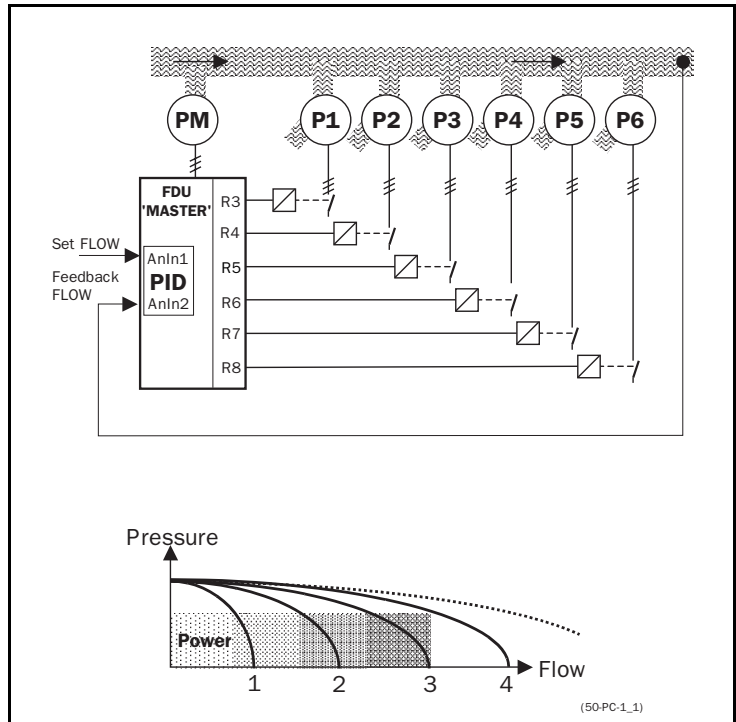 PM P1 P2 P3 P4 P5 P6
FDU
'MASTER'
R3
R4
R5
R6
R7
R8
Set FLOW
Feedback
FLOW
AnIn1
PID
AnIn2
Pressure
Power
Flow
1 2 3 4
(50-PC-1_1)